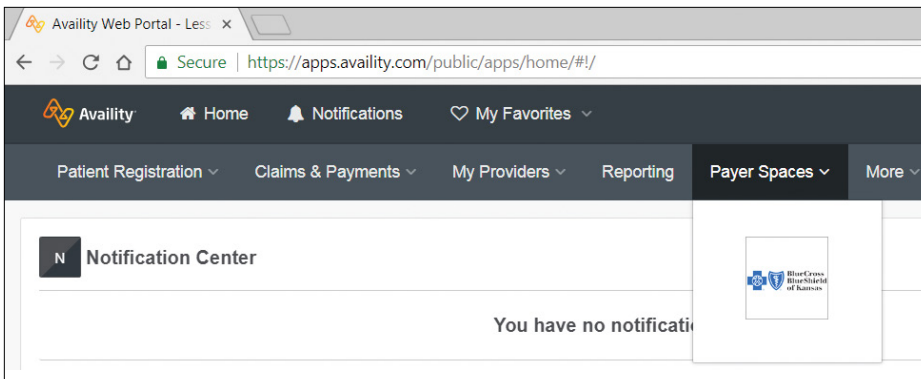 Availity Web Portal - Less
Secure | https://apps.availity.com/public/apps/home/#!/
Availity Home Notifications My Favorites
Patient Registration Claims & Payments My Providers Reporting Payer Spaces More
N Notification Center
BlueCross
BlueShield
of Kansas
You have no notificati